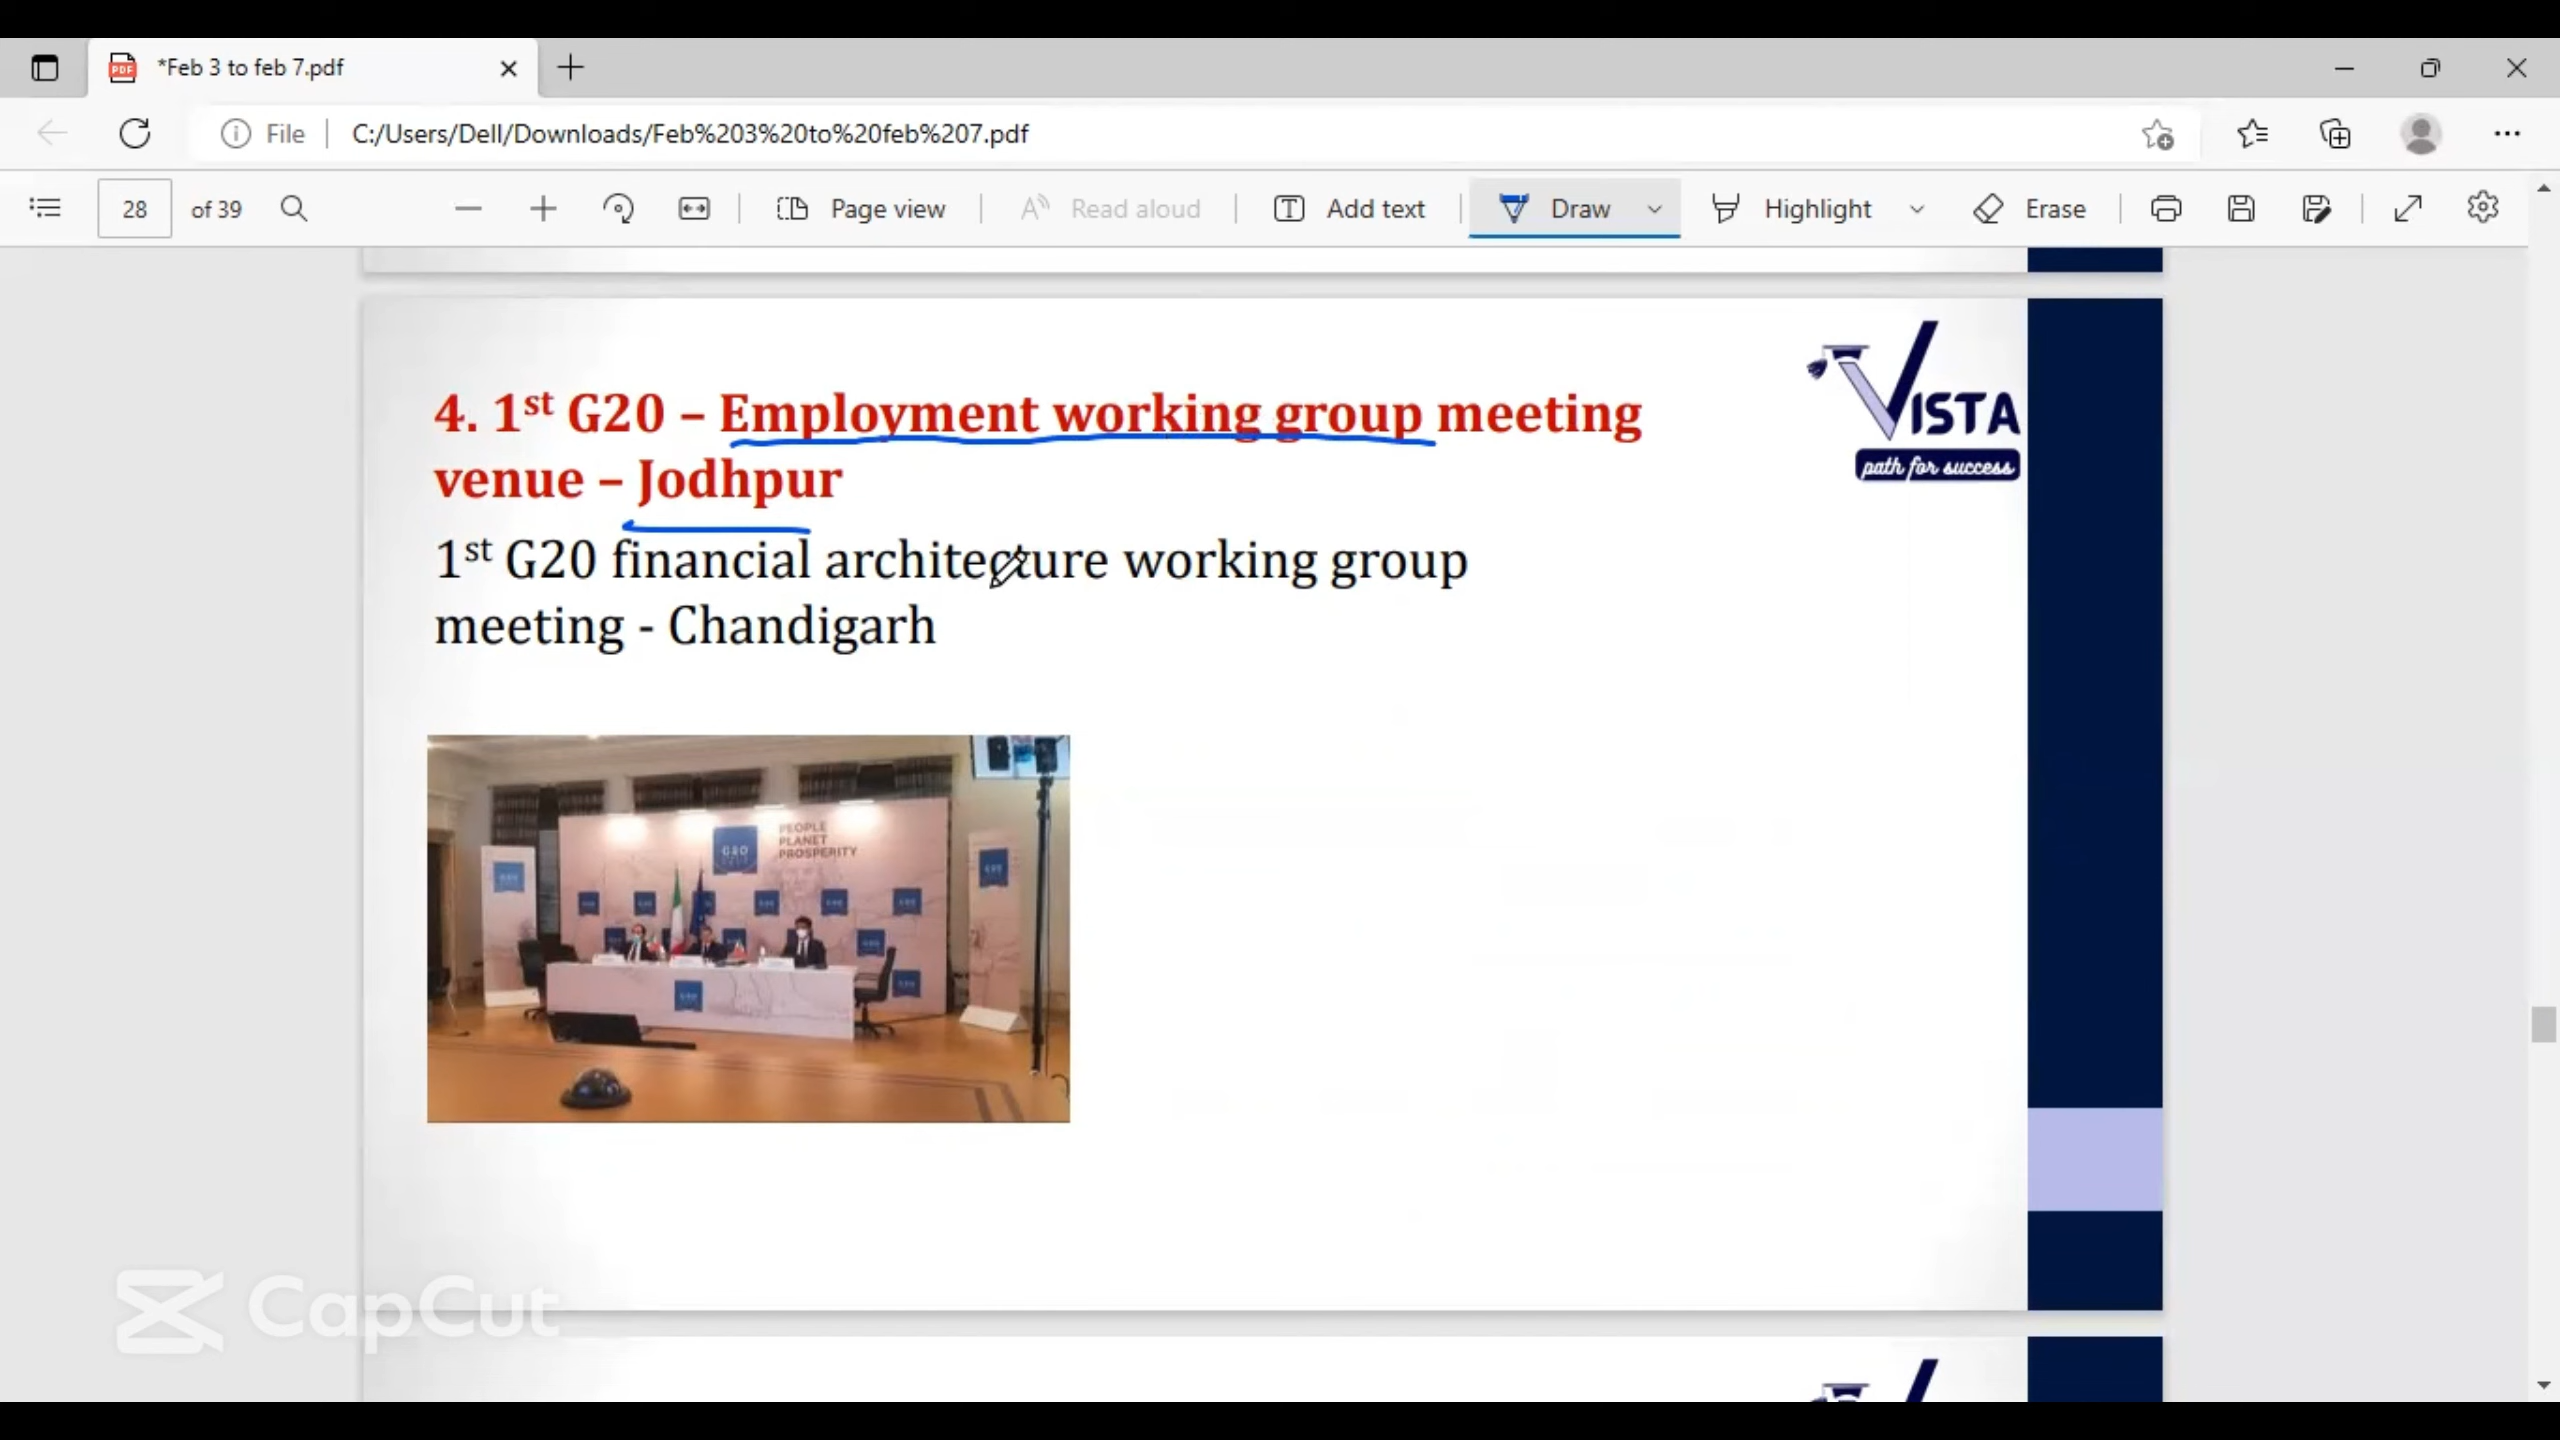 *Feb 3 to feb 7.pdf
File
C:/Users/Dell/Downloads/Feb%203%20to%20feb%207.pdf
28 of 39
Page view
Read aloud
Add text
Draw
Highlight
Erase
VISTA
path for success
4. 1st G20 – Employment working group meeting
venue – Jodhpur
1st G20 financial architecture working group
meeting - Chandigarh
PEOPLE
PLANET
PROSPERITY
G20
CapCut